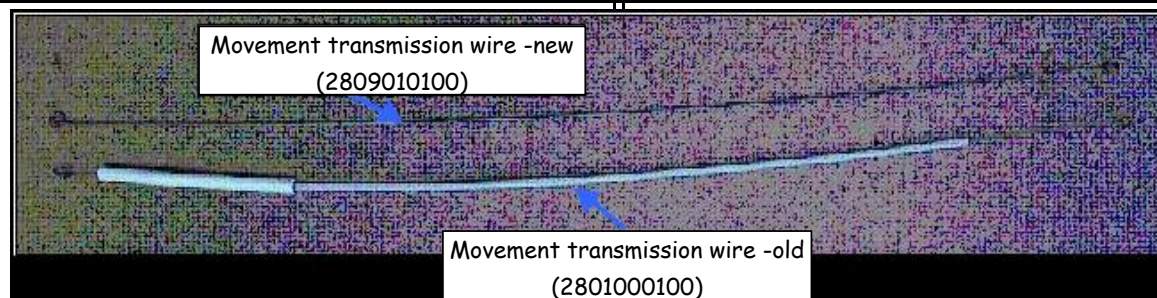 Movement transmission wire -new
(2809010100)
Movement transmission wire -old
(2801000100)